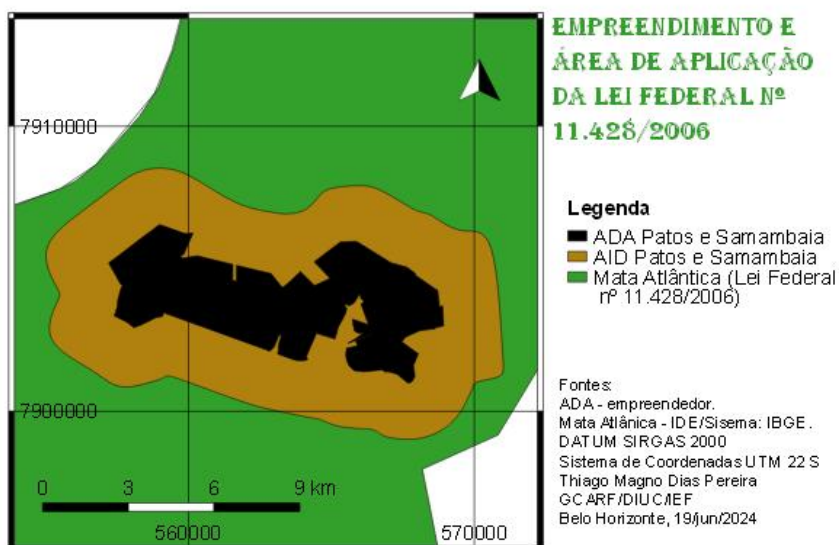 EMPREENDIMENTO E
ÁREA DE APLICAÇÃO
DA LEI FEDERAL Nº
11.428/2006
7910000
7900000
0 3 6 9 km
560000 570000
Legenda
ADA Patos e Samambaia
AID Patos e Samambaia
Mata Atlântica (Lei Federal
nº 11.428/2006)
Fontes:
ADA - empreendedor.
Mata Atlânica - IDE/Sisema: IBGE.
DATUM SIRGAS 2000
Sistema de Coordenadas UTM 22 S
Thiago Magno Dias Pereira
GCARF/DIUC/IEF
Belo Horizonte, 19/jun/2024